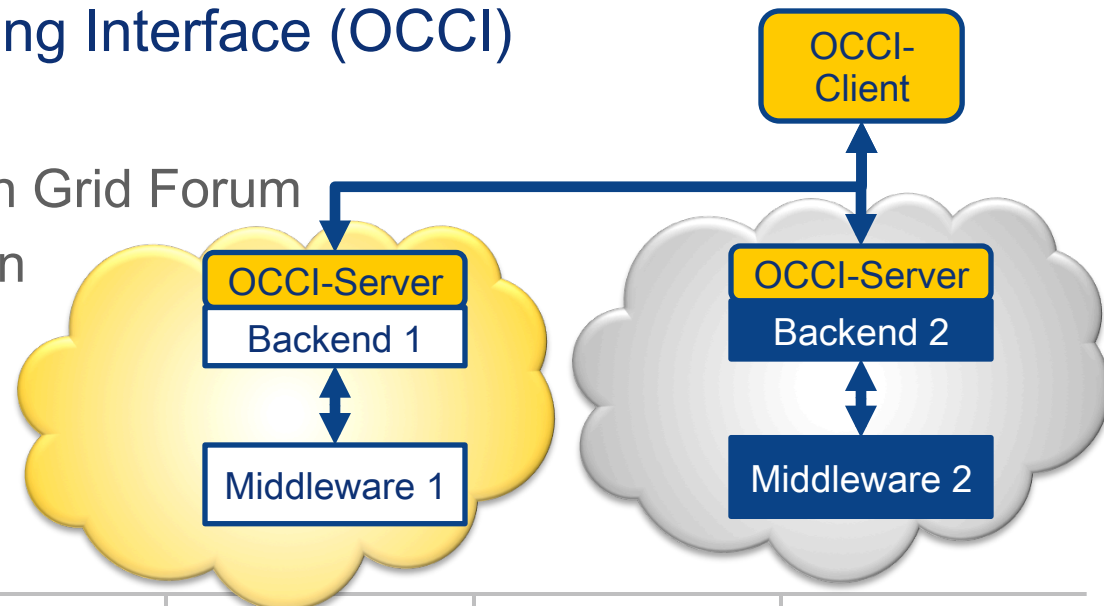 ng Interface (OCCI)
OCCI-
Client
n Grid Forum
n
OCCI-Server
Backend 1
Middleware 1
OCCI-Server
Backend 2
Middleware 2